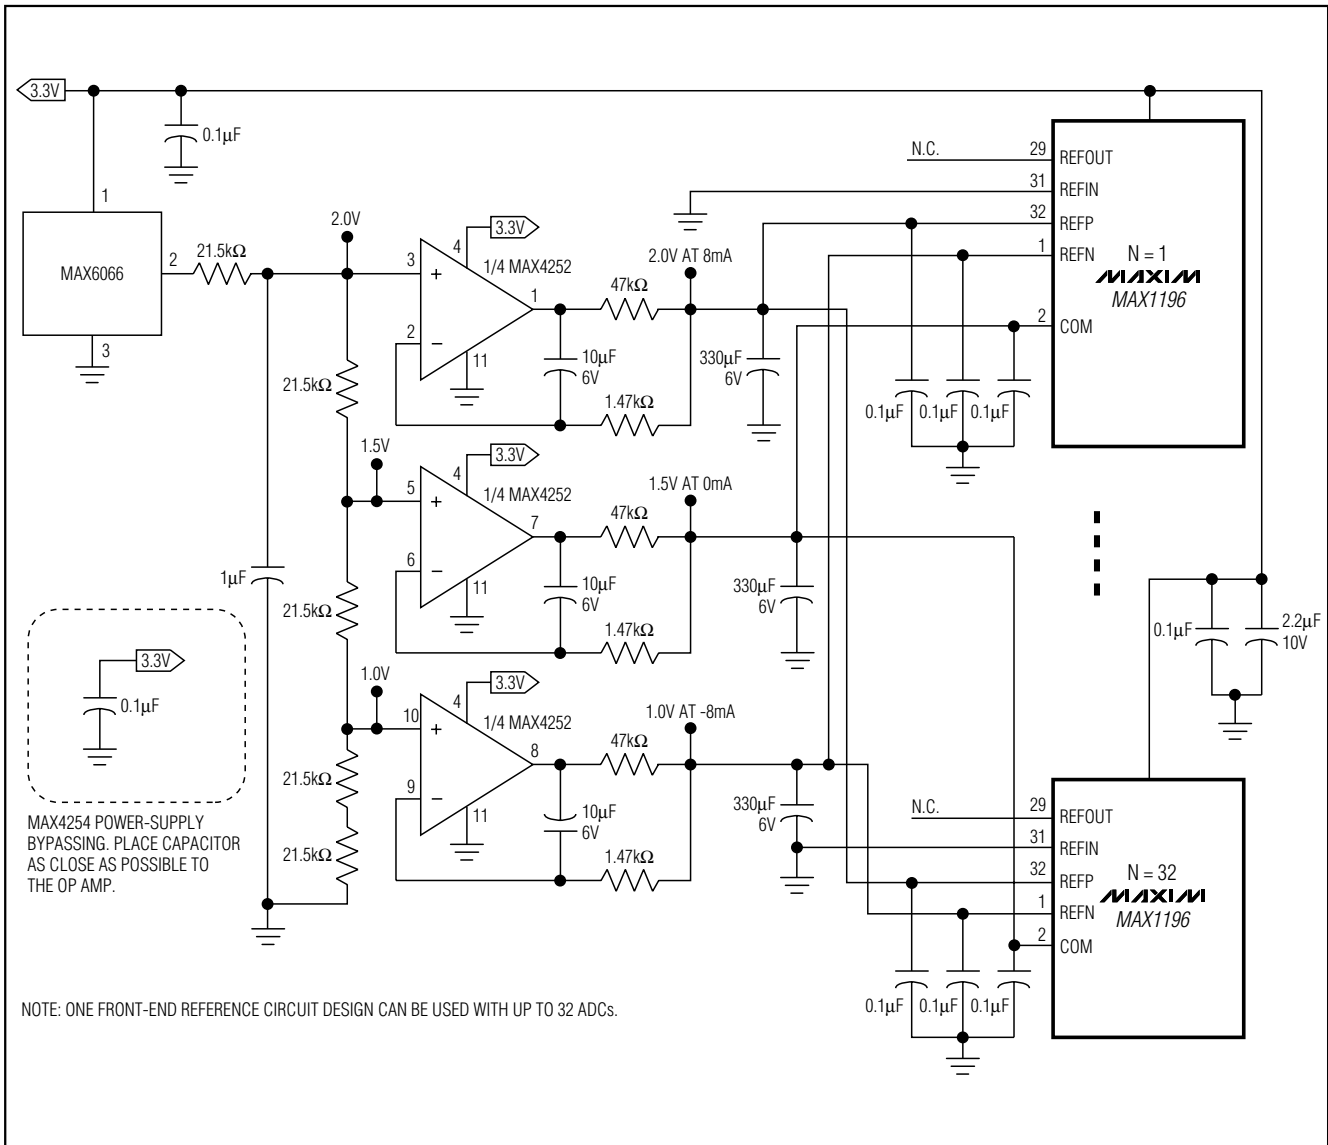 3.3V
0.1µF
1
MAX6066
2
3
21.5kΩ
2.0V
21.5kΩ
1µF
3
2
4
3.3V
1/4 MAX4252
+
−
1
11
47kΩ
10µF
6V
1.47kΩ
2.0V AT 8mA
330µF
6V
1.5V
21.5kΩ
5
6
4
3.3V
1/4 MAX4252
+
−
7
11
47kΩ
10µF
6V
1.47kΩ
1.5V AT 0mA
330µF
6V
1.0V
21.5kΩ
21.5kΩ
10
9
4
3.3V
1/4 MAX4252
+
−
8
11
47kΩ
10µF
6V
1.47kΩ
1.0V AT -8mA
330µF
6V
N.C.
29
REFOUT
31
REFIN
32
REFP
1
REFN
2
COM
N = 1
MAXIM
MAX1196
0.1µF
0.1µF
0.1µF
0.1µF
2.2µF
10V
N.C.
29
REFOUT
31
REFIN
32
REFP
1
REFN
2
COM
N = 32
MAXIM
MAX1196
0.1µF
0.1µF
0.1µF
3.3V
0.1µF
MAX4254 POWER-SUPPLY
BYPASSING. PLACE CAPACITOR
AS CLOSE AS POSSIBLE TO
THE OP AMP.
NOTE: ONE FRONT-END REFERENCE CIRCUIT DESIGN CAN BE USED WITH UP TO 32 ADCs.